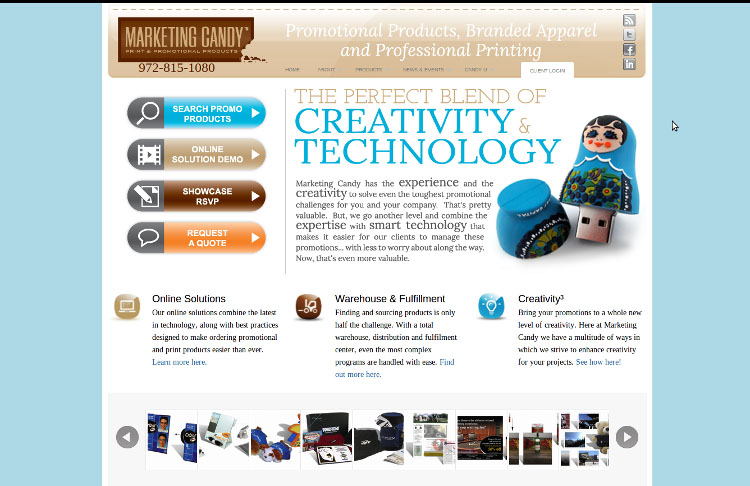 MARKETING CANDY
PRINT & PROMOTIONAL PRODUCTS
972-815-1080
Promotional Products, Branded Apparel
and Professional Printing
HOME ABOUT PRODUCTS NEWS & EVENTS CANDY U CLIENT LOGIN
SEARCH PROMO
PRODUCTS
ONLINE
SOLUTION DEMO
SHOWCASE
RSVP
REQUEST
A QUOTE
THE PERFECT BLEND OF
CREATIVITY &
TECHNOLOGY
Marketing Candy has the experience and the
creativity to solve even the toughest promotional
challenges for you and your company. That's pretty
valuable. But, we go another level and combine the
expertise with smart technology that
makes it easier for our clients to manage these
promotions... with less to worry about along the way.
Now, that's even more valuable.
Online Solutions
Our online solutions combine the latest
in technology, along with best practices
designed to make ordering promotional
and print products easier than ever.
Learn more here.
Warehouse & Fulfillment
Finding and sourcing products is only
half the challenge. With a total
warehouse, distribution and fulfilment
center, even the most complex
programs are handled with ease. Find
out more here.
Creativity³
Bring your promotions to a whole new
level of creativity. Here at Marketing
Candy we have a multitude of ways in
which we strive to enhance creativity
for your projects. See how here!